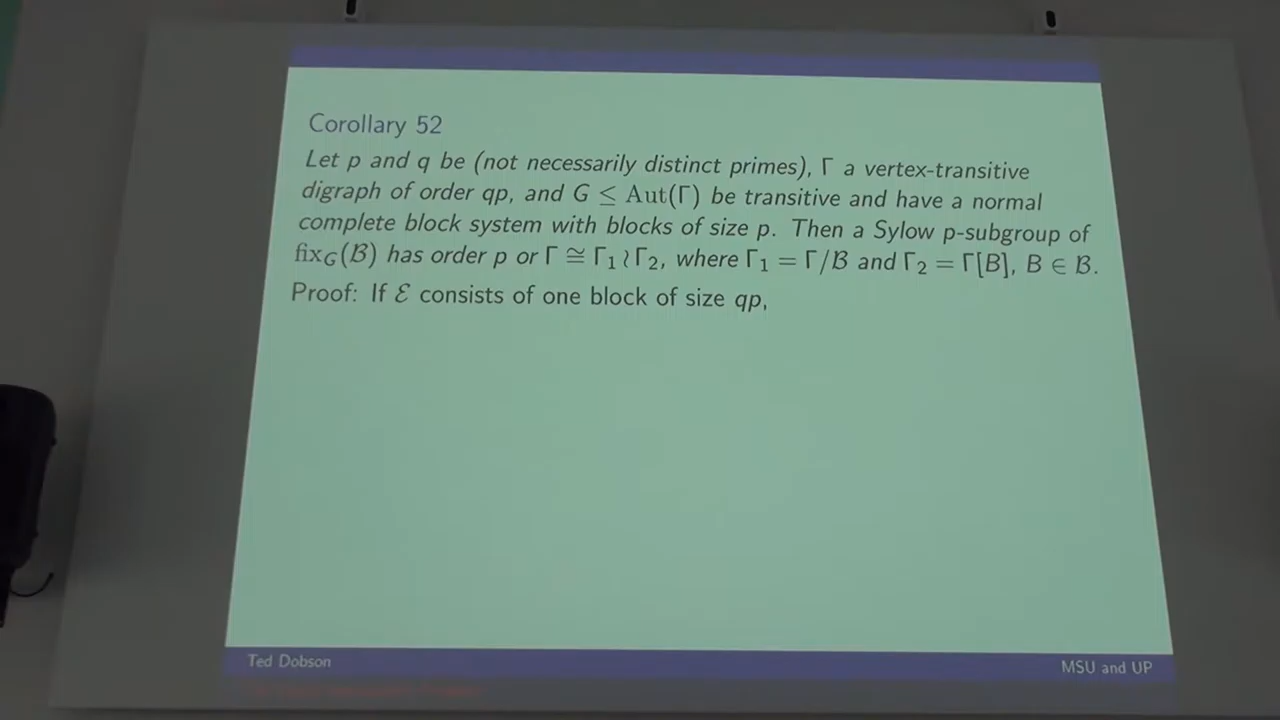 Corollary 52
Let p and q be (not necessarily distinct primes), Γ a vertex-transitive
digraph of order qp, and G ≤ Aut(Γ) be transitive and have a normal
complete block system with blocks of size p. Then a Sylow p-subgroup of
fix_G(ℬ) has order p or Γ ≅ Γ₁ ≀ Γ₂, where Γ₁ = Γ/ℬ and Γ₂ = Γ[B], B ∈ ℬ.
Proof: If ℰ consists of one block of size qp,
Ted Dobson
MSU and UP